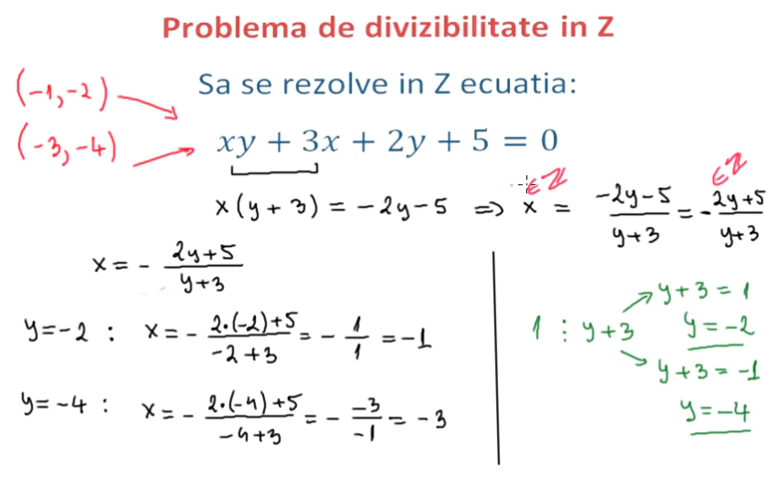 Problema de divizibilitate in Z
Sa se rezolve in Z ecuatia:
(-1,-2)
(-3,-4)
xy + 3x + 2y + 5 = 0
∈ℤ
∈ℤ
x(y+3) = -2y-5 => x = (-2y-5)/(y+3) = -(2y+5)/(y+3)
x = - (2y+5)/(y+3)
y=-2 : x = - (2·(-2)+5)/(-2+3) = - 1/1 = -1
y=-4 : x = - (2·(-4)+5)/(-4+3) = - (-3)/(-1) = -3
y+3 = 1
1 ⋮ y+3
y = -2
y+3 = -1
y = -4